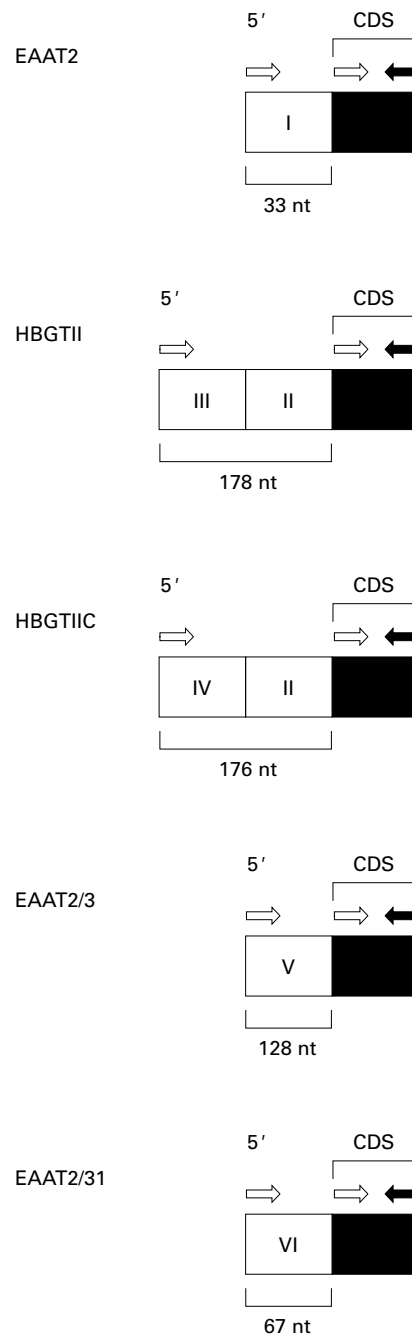 5′ CDS
EAAT2
I
33 nt
5′ CDS
HBGTII
III II
178 nt
5′ CDS
HBGTIIC
IV II
176 nt
5′ CDS
EAAT2/3
V
128 nt
5′ CDS
EAAT2/31
VI
67 nt